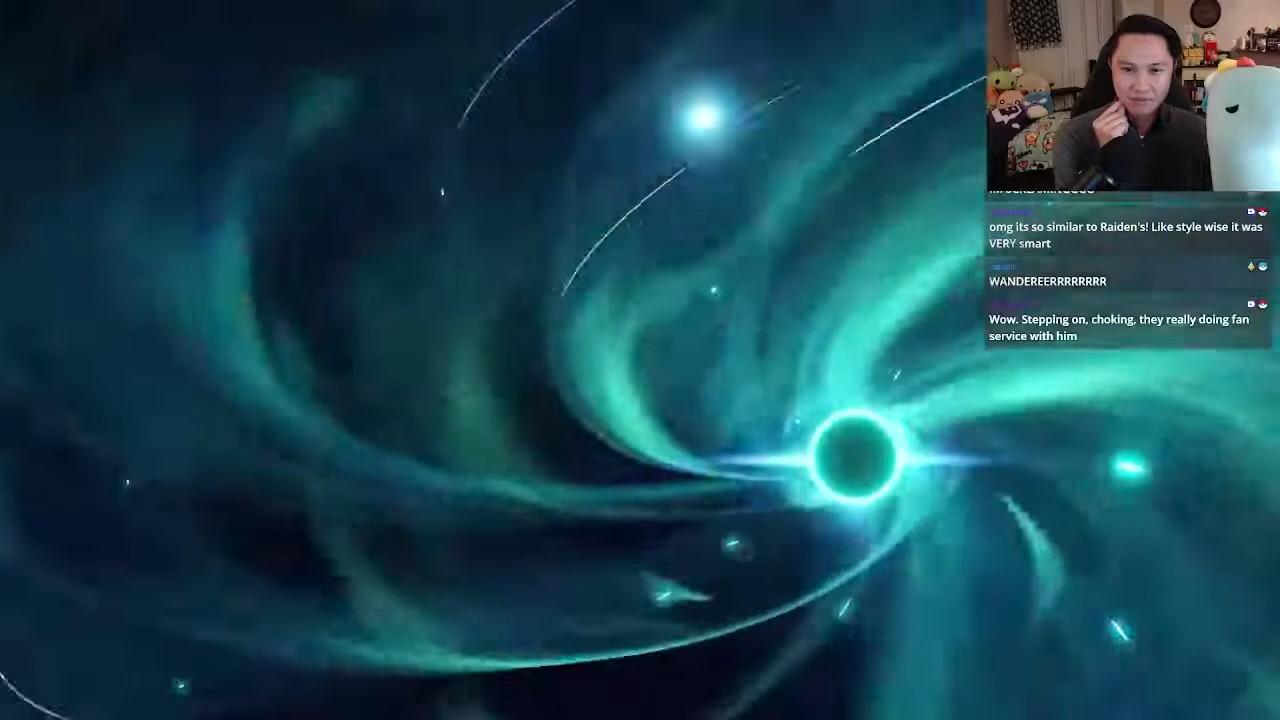 omg its so similar to Raiden's! Like style wise it was
VERY smart
WANDEREERRRRRRRR
Wow. Stepping on, choking, they really doing fan
service with him